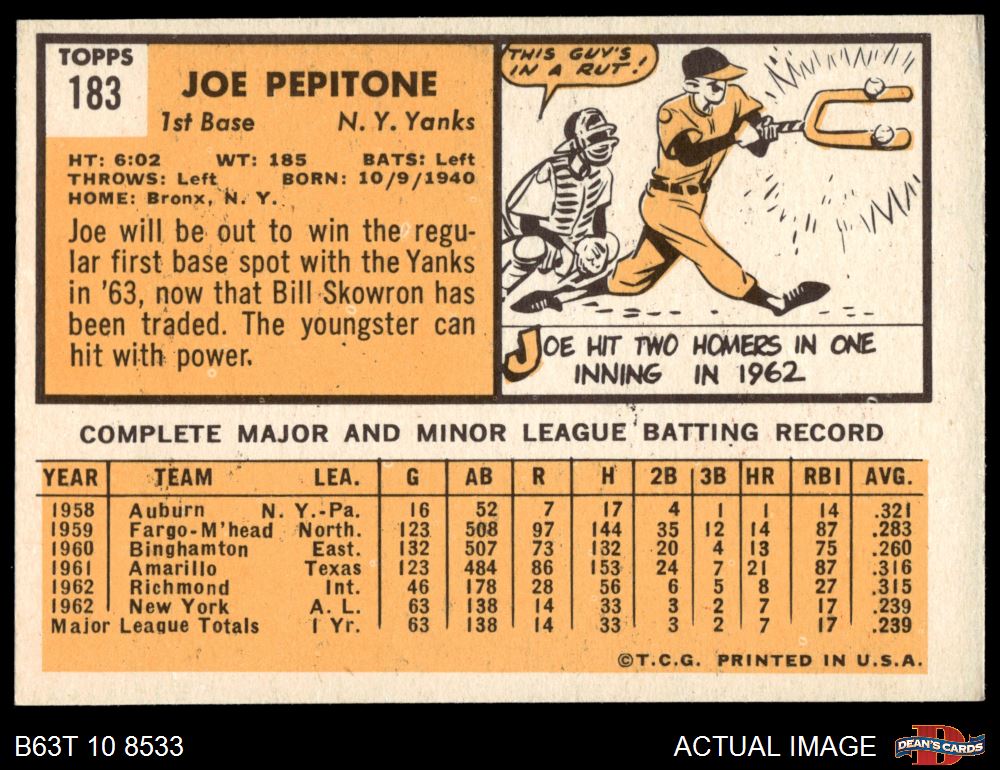 TOPPS
183
JOE PEPITONE
1st Base N. Y. Yanks
HT: 6:02 WT: 185 BATS: Left
THROWS: Left BORN: 10/9/1940
HOME: Bronx, N. Y.
Joe will be out to win the regu-
lar first base spot with the Yanks
in '63, now that Bill Skowron has
been traded. The youngster can
hit with power.
THIS GUY'S
IN A RUT!
JOE HIT TWO HOMERS IN ONE
INNING IN 1962
COMPLETE MAJOR AND MINOR LEAGUE BATTING RECORD
YEAR TEAM LEA. G AB R H 2B 3B HR RBI AVG.
1958 Auburn N. Y.-Pa. 16 52 7 17 4 1 1 14 .321
1959 Fargo-M'head North. 123 508 97 144 35 12 14 87 .283
1960 Binghamton East. 132 507 73 132 20 4 13 75 .260
1961 Amarillo Texas 123 484 86 153 24 7 21 87 .316
1962 Richmond Int. 46 178 28 56 6 5 8 27 .315
1962 New York A. L. 63 138 14 33 3 2 7 17 .239
Major League Totals 1 Yr. 63 138 14 33 3 2 7 17 .239
©T.C.G. PRINTED IN U.S.A.
B63T 10 8533 ACTUAL IMAGE
D
DEAN'S CARDS